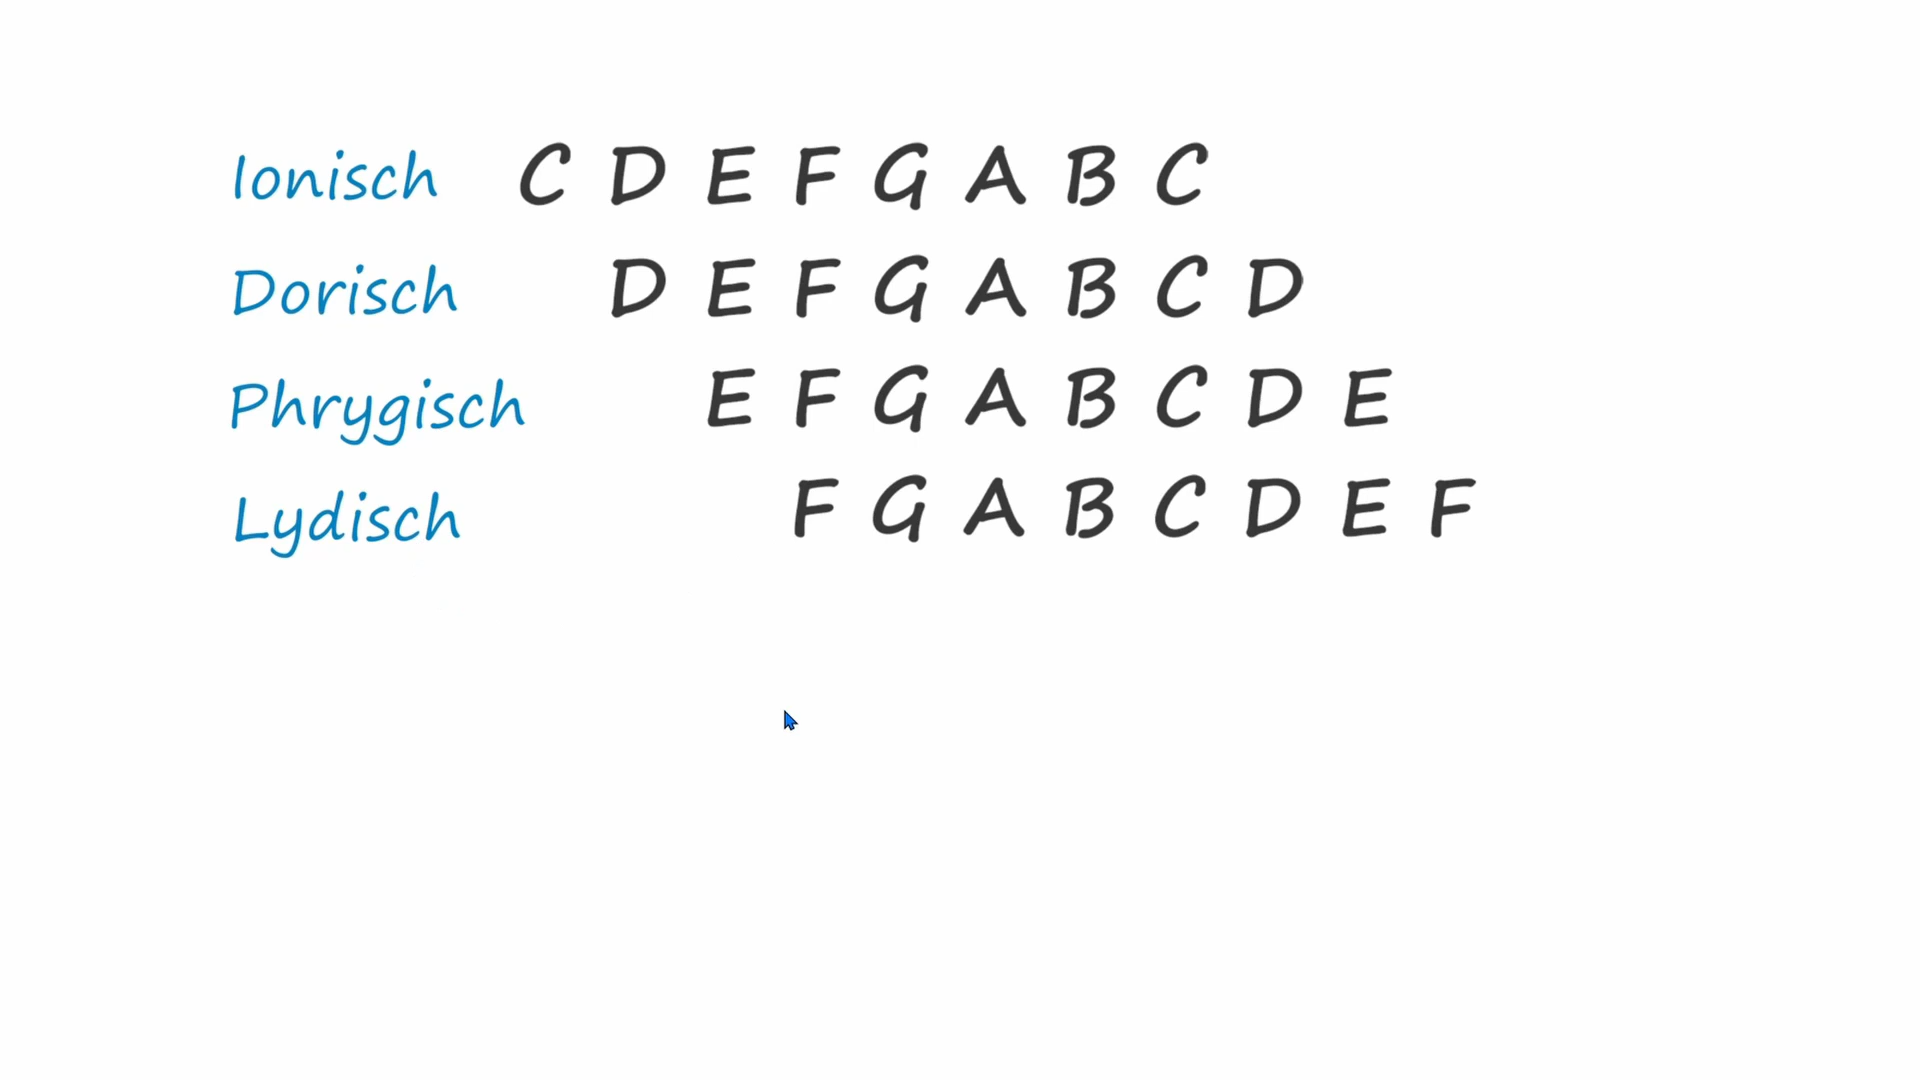 Ionisch C D E F G A B C
Dorisch D E F G A B C D
Phrygisch E F G A B C D E
Lydisch F G A B C D E F